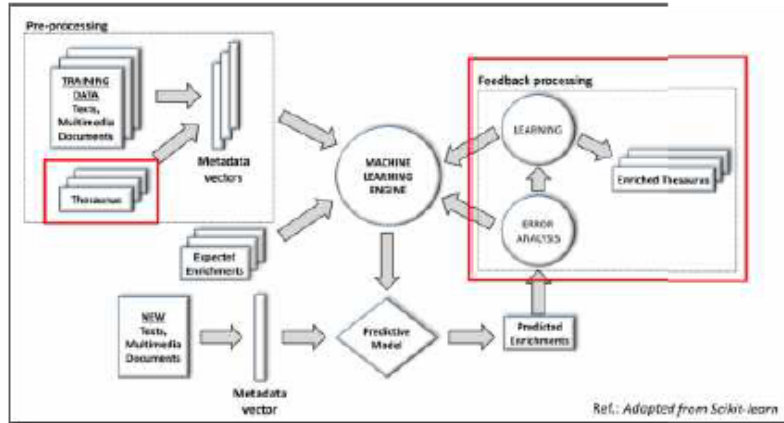 Pre-processing
TRAINING
DATA
Texts,
Multimedia
Documents
Metadata
vectors
Thesaurus
Expectet
Enrichments
MACHINE
LEARNING
ENGINE
Feedback processing
LEARNING
Enriched Thesaurus
ERROR
ANALYSIS
NEW
Texts,
Multimedia
Documents
Metadata
vector
Predictive
Model
Predicted
Enrichments
Ref.: Adapted from Scikit-learn